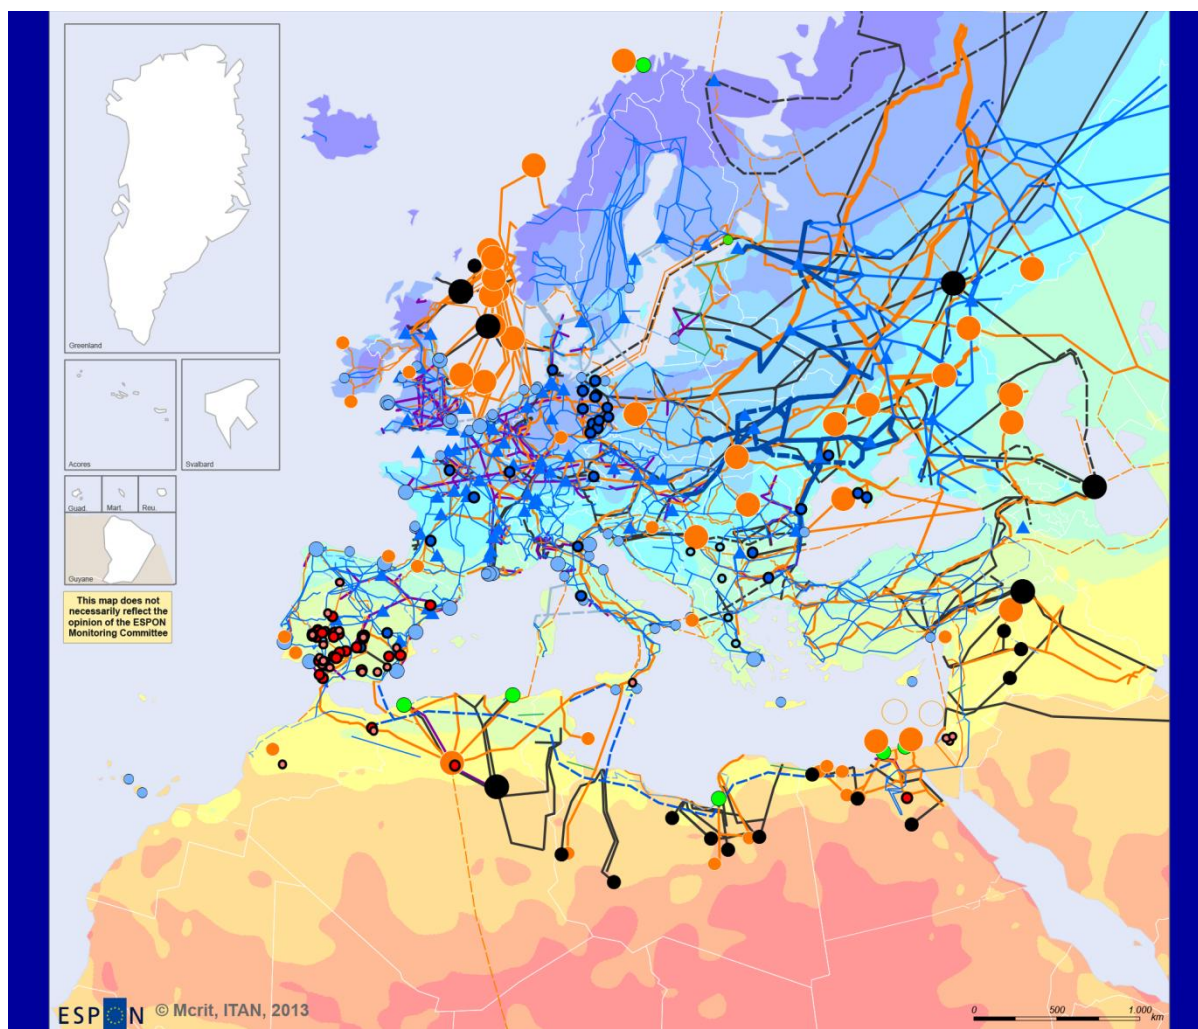 Greenland
Acores
Svalbard
Guad.
Mart.
Reu.
Guyane
This map does not
necessarily reflect the
opinion of the ESPON
Monitoring Committee
ESPON
© Mcrit, ITAN, 2013
0 500 1.000
km